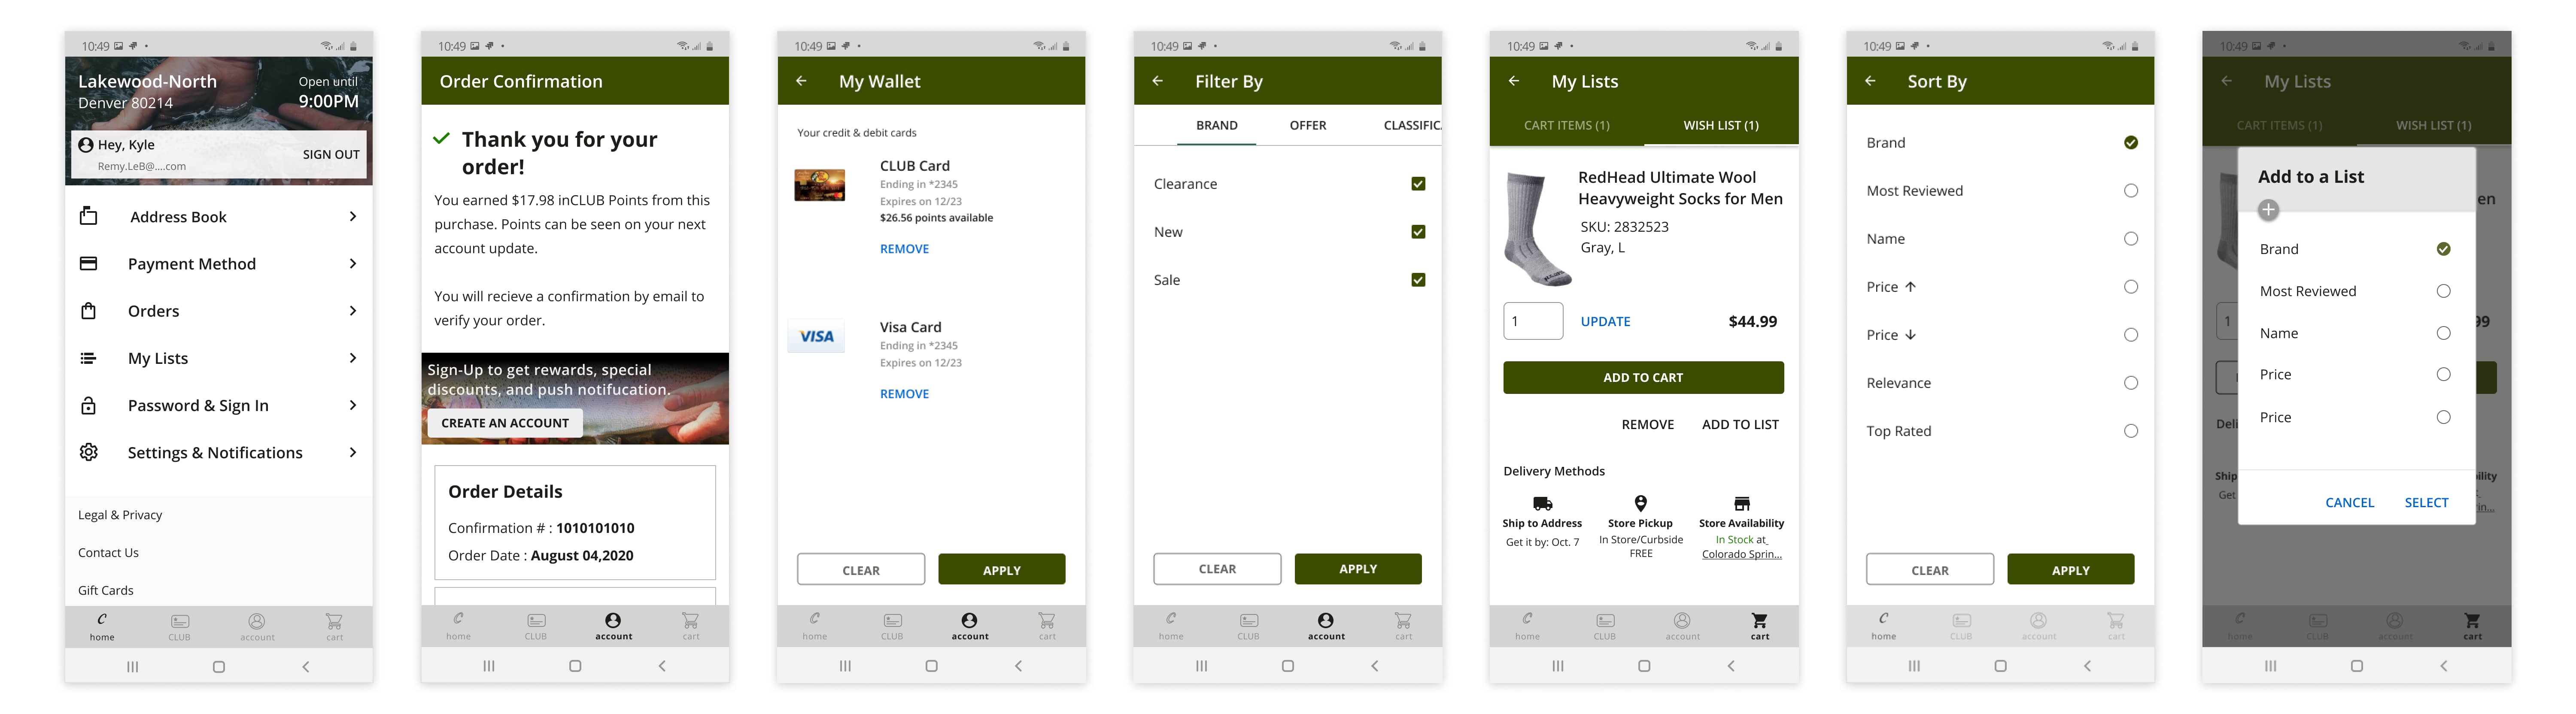 10:49
Lakewood-North
Denver 80214
Open until
9:00PM
Hey, Kyle
Remy.LeB@....com
SIGN OUT
Address Book
Payment Method
Orders
My Lists
Password & Sign In
Settings & Notifications
Legal & Privacy
Contact Us
Gift Cards
home CLUB account cart
10:49
Order Confirmation
Thank you for your
order!
You earned $17.98 inCLUB Points from this
purchase. Points can be seen on your next
account update.
You will recieve a confirmation by email to
verify your order.
Sign-Up to get rewards, special
discounts, and push notifucation.
CREATE AN ACCOUNT
Order Details
Confirmation # : 1010101010
Order Date : August 04,2020
home CLUB account cart
10:49
My Wallet
Your credit & debit cards
CLUB Card
Ending in *2345
Expires on 12/23
$26.56 points available
REMOVE
VISA
Visa Card
Ending in *2345
Expires on 12/23
REMOVE
CLEAR APPLY
home CLUB account cart
10:49
Filter By
BRAND OFFER CLASSIFIC
Clearance
New
Sale
CLEAR APPLY
home CLUB account cart
10:49
My Lists
CART ITEMS (1) WISH LIST (1)
RedHead Ultimate Wool
Heavyweight Socks for Men
SKU: 2832523
Gray, L
1 UPDATE $44.99
ADD TO CART
REMOVE ADD TO LIST
Delivery Methods
Ship to Address
Get it by: Oct. 7
Store Pickup
In Store/Curbside
FREE
Store Availability
In Stock at
Colorado Sprin...
home CLUB account cart
10:49
Sort By
Brand
Most Reviewed
Name
Price ↑
Price ↓
Relevance
Top Rated
CLEAR APPLY
home CLUB account cart
10:49
My Lists
CART ITEMS (1) WISH LIST (1)
Add to a List
en
Brand
Most Reviewed
Name
1
99
Price
Price
Deli
Ship
Get
ility
in...
CANCEL SELECT
home CLUB account cart